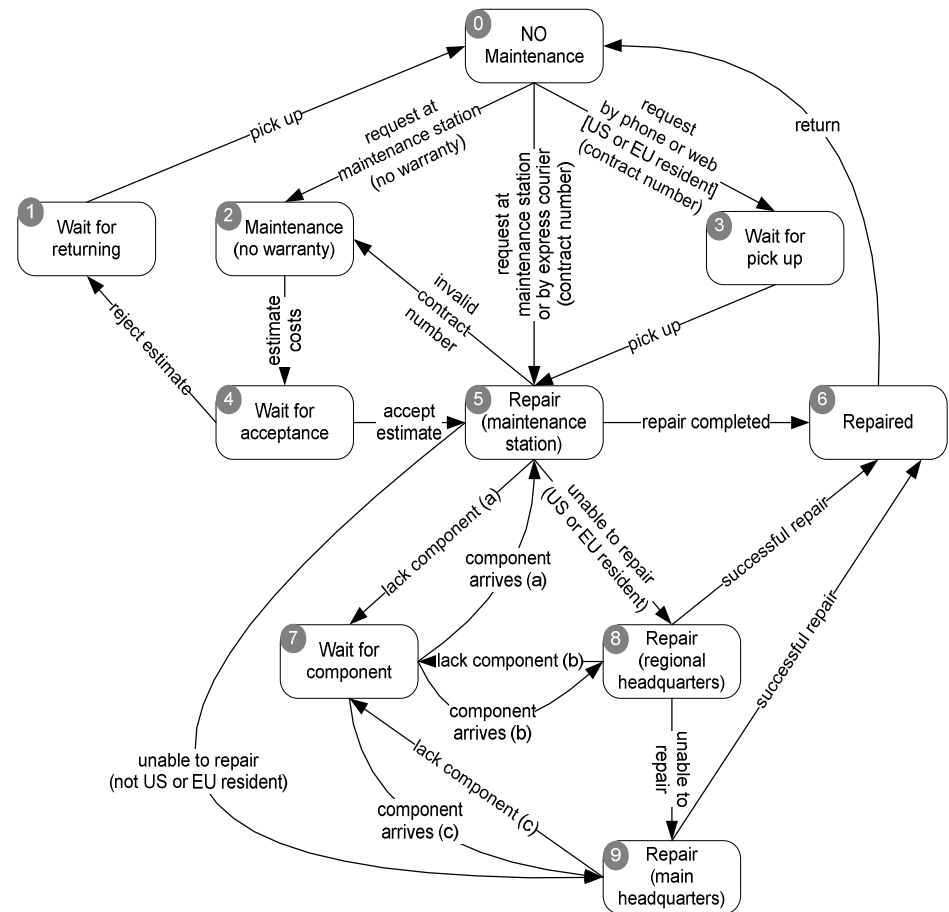 0
NO
Maintenance
pick up
request at
maintenance station
(no warranty)
request at
maintenance station
or by express courier
(contract number)
request
by phone or web
[US or EU resident]
(contract number)
return
1
Wait for
returning
2
Maintenance
(no warranty)
3
Wait for
pick up
reject estimate
estimate
costs
invalid
contract
number
pick up
4
Wait for
acceptance
accept
estimate
5
Repair
(maintenance
station)
repair completed
6
Repaired
lack component (a)
component
arrives (a)
unable to repair
(US or EU resident)
successful repair
successful repair
7
Wait for
component
lack component (b)
component
arrives (b)
8
Repair
(regional
headquarters)
unable to repair
(not US or EU resident)
component
arrives (c)
lack component (c)
unable to
repair
9
Repair
(main
headquarters)